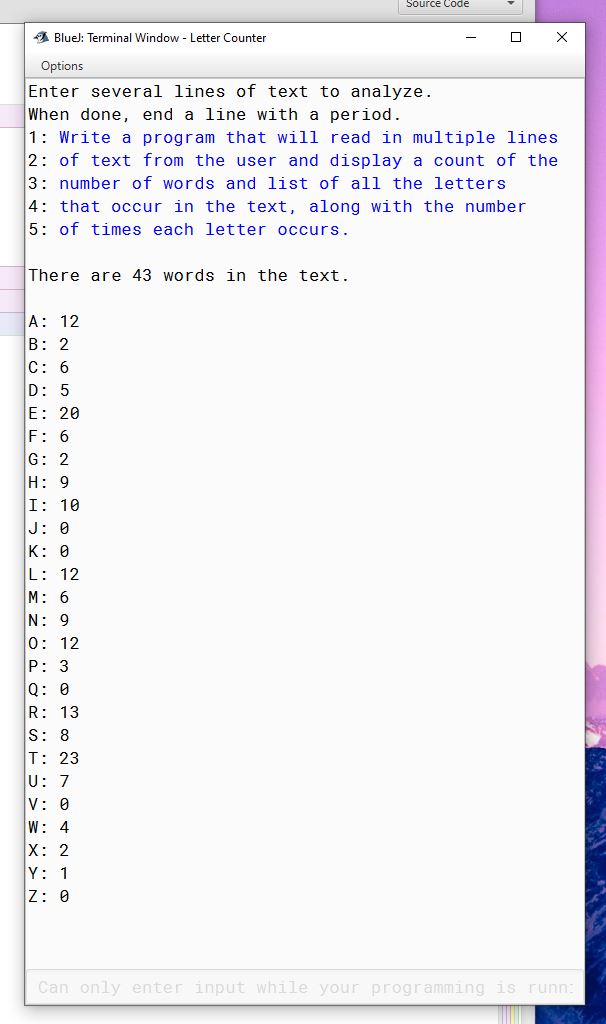 Source Code
BlueJ: Terminal Window - Letter Counter
Options
Enter several lines of text to analyze.
When done, end a line with a period.
1: Write a program that will read in multiple lines
2: of text from the user and display a count of the
3: number of words and list of all the letters
4: that occur in the text, along with the number
5: of times each letter occurs.
There are 43 words in the text.
A: 12
B: 2
C: 6
D: 5
E: 20
F: 6
G: 2
H: 9
I: 10
J: 0
K: 0
L: 12
M: 6
N: 9
O: 12
P: 3
Q: 0
R: 13
S: 8
T: 23
U: 7
V: 0
W: 4
X: 2
Y: 1
Z: 0
Can only enter input while your programming is